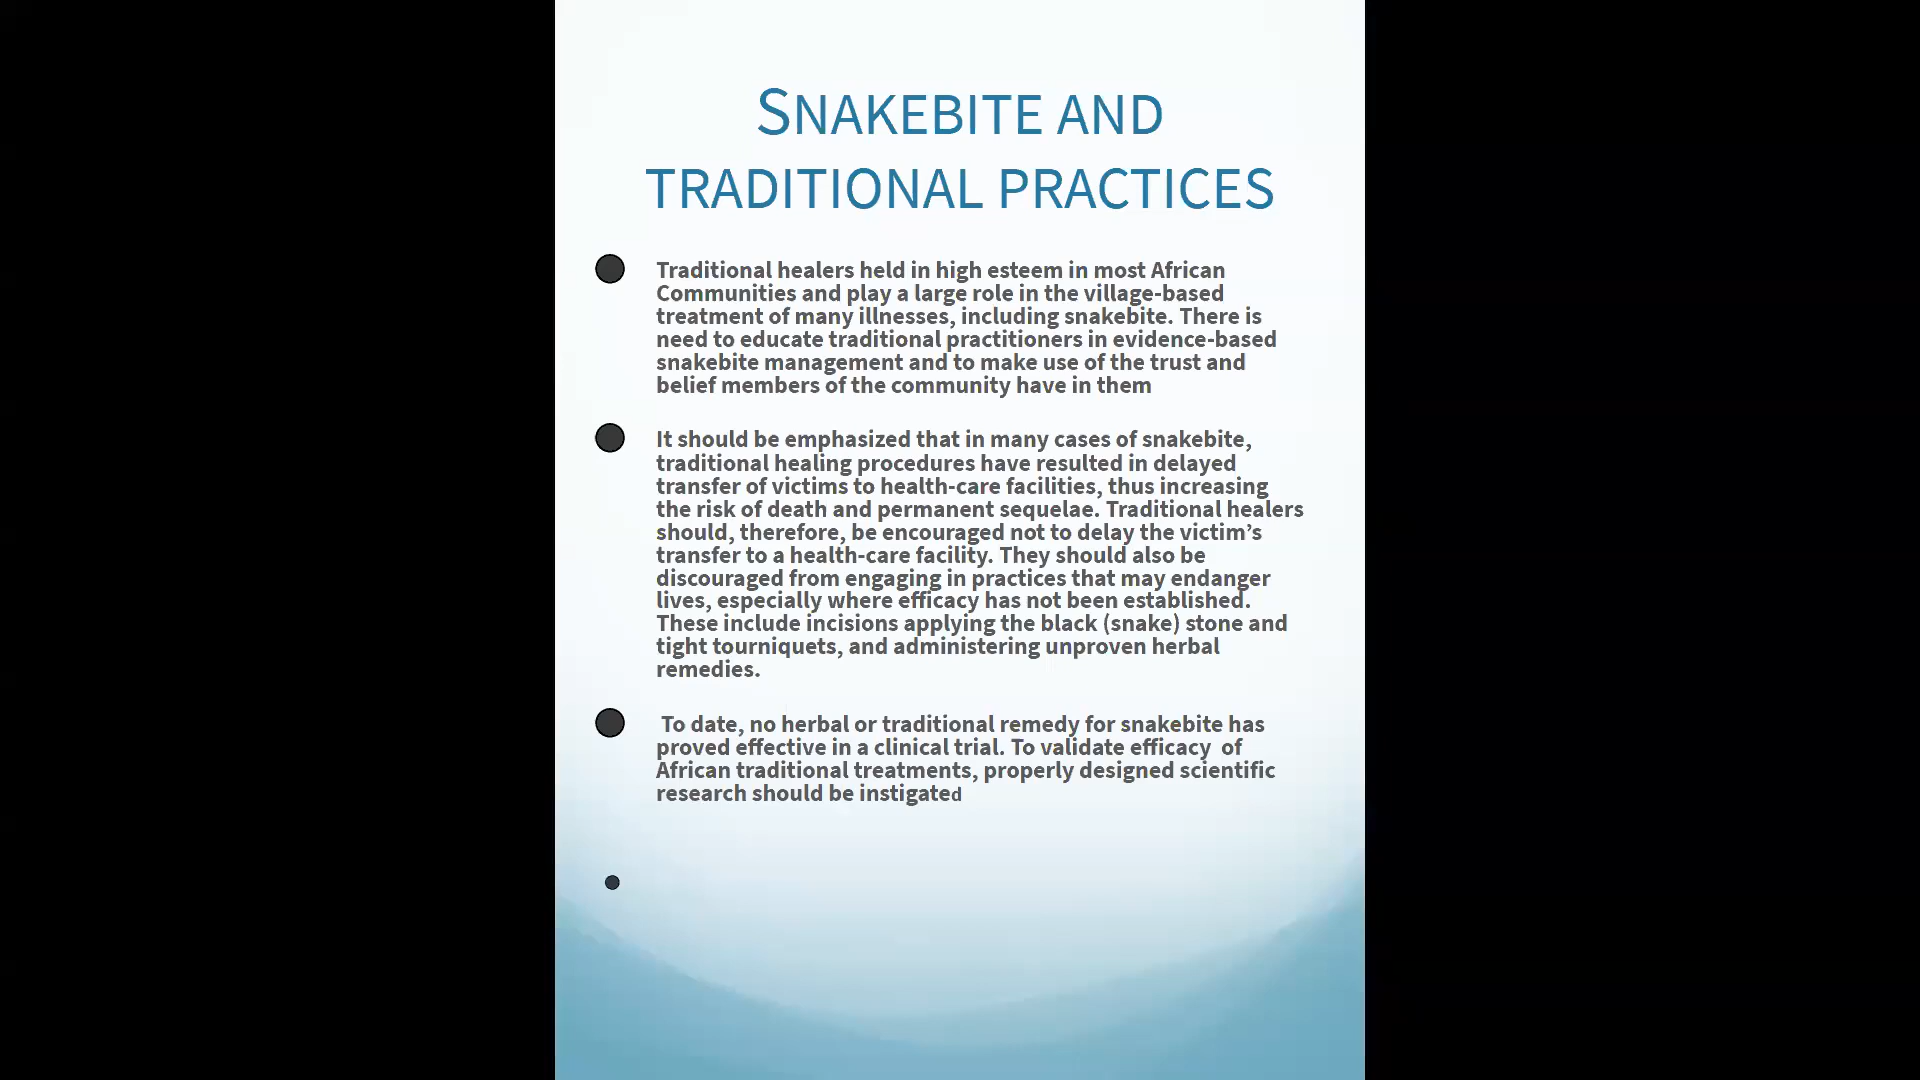 SNAKEBITE AND
TRADITIONAL PRACTICES
Traditional healers held in high esteem in most African
Communities and play a large role in the village-based
treatment of many illnesses, including snakebite. There is
need to educate traditional practitioners in evidence-based
snakebite management and to make use of the trust and
belief members of the community have in them
It should be emphasized that in many cases of snakebite,
traditional healing procedures have resulted in delayed
transfer of victims to health-care facilities, thus increasing
the risk of death and permanent sequelae. Traditional healers
should, therefore, be encouraged not to delay the victim’s
transfer to a health-care facility. They should also be
discouraged from engaging in practices that may endanger
lives, especially where efficacy has not been established.
These include incisions applying the black (snake) stone and
tight tourniquets, and administering unproven herbal
remedies.
To date, no herbal or traditional remedy for snakebite has
proved effective in a clinical trial. To validate efficacy of
African traditional treatments, properly designed scientific
research should be instigated